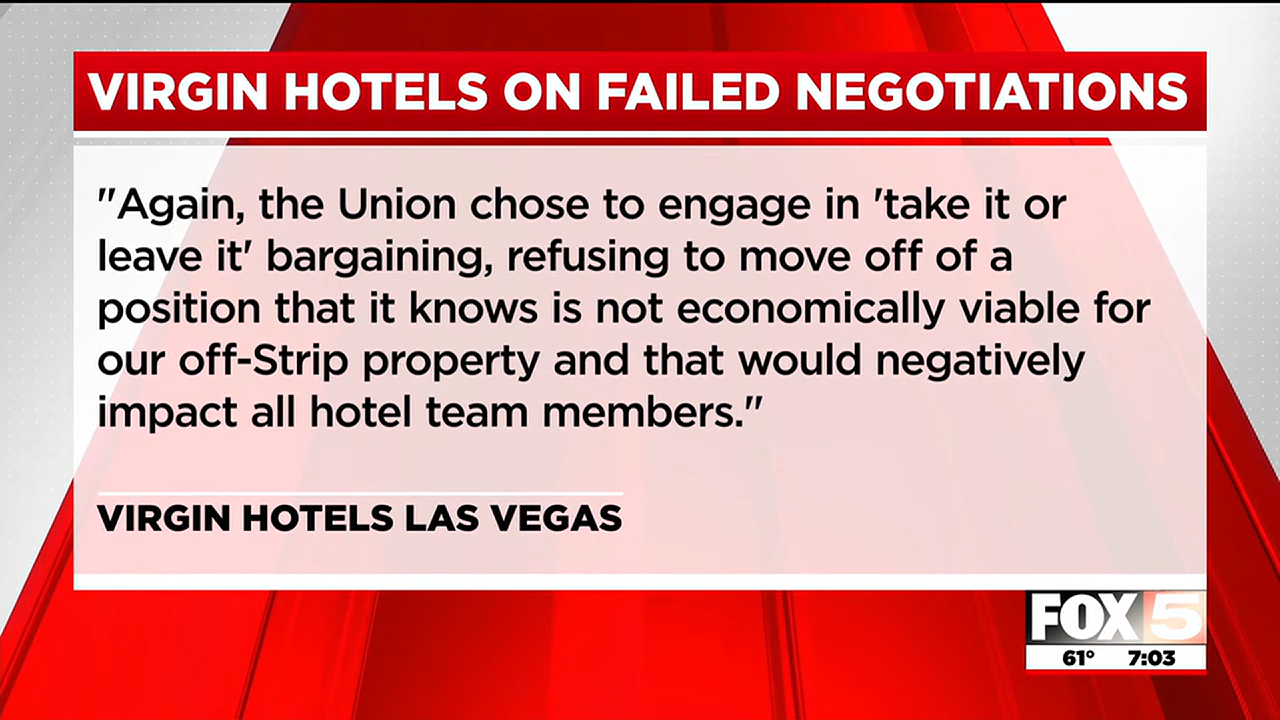 VIRGIN HOTELS ON FAILED NEGOTIATIONS
"Again, the Union chose to engage in 'take it or
leave it' bargaining, refusing to move off of a
position that it knows is not economically viable for
our off-Strip property and that would negatively
impact all hotel team members."
VIRGIN HOTELS LAS VEGAS
FOX 5
61° 7:03